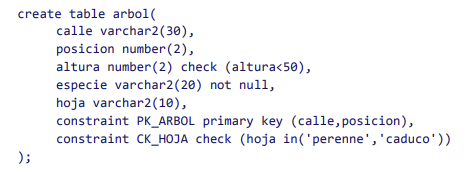 create table arbol(
calle varchar2(30),
posicion number(2),
altura number(2) check (altura<50),
especie varchar2(20) not null,
hoja varchar2(10),
constraint PK_ARBOL primary key (calle,posicion),
constraint CK_HOJA check (hoja in('perenne','caduco'))
);